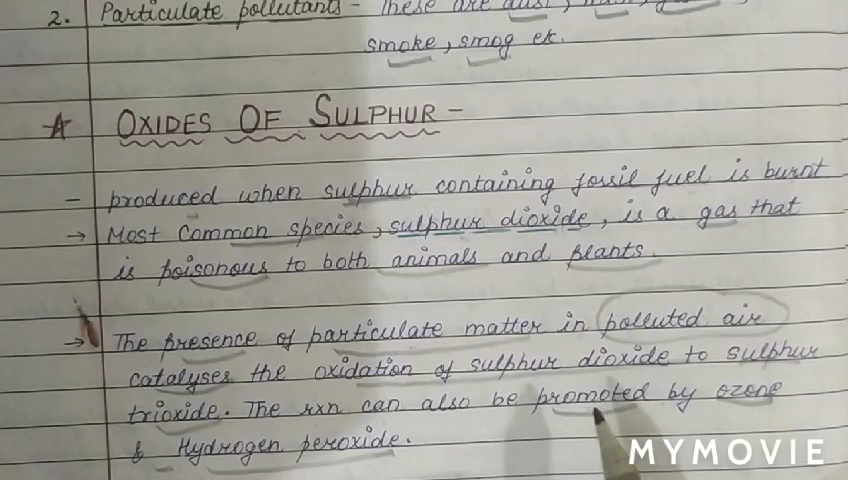 2. Particulate pollutants - These are dust,
smoke, smog etc.
OXIDES OF SULPHUR -
- produced when sulphur containing fossil fuel is burnt
→ Most common species, sulphur dioxide, is a gas that
is poisonous to both animals and plants.
→ The presence of particulate matter in polluted air
catalyses the oxidation of sulphur dioxide to sulphur
trioxide. The rxn can also be promoted by ozone
& Hydrogen peroxide.
MYMOVIE